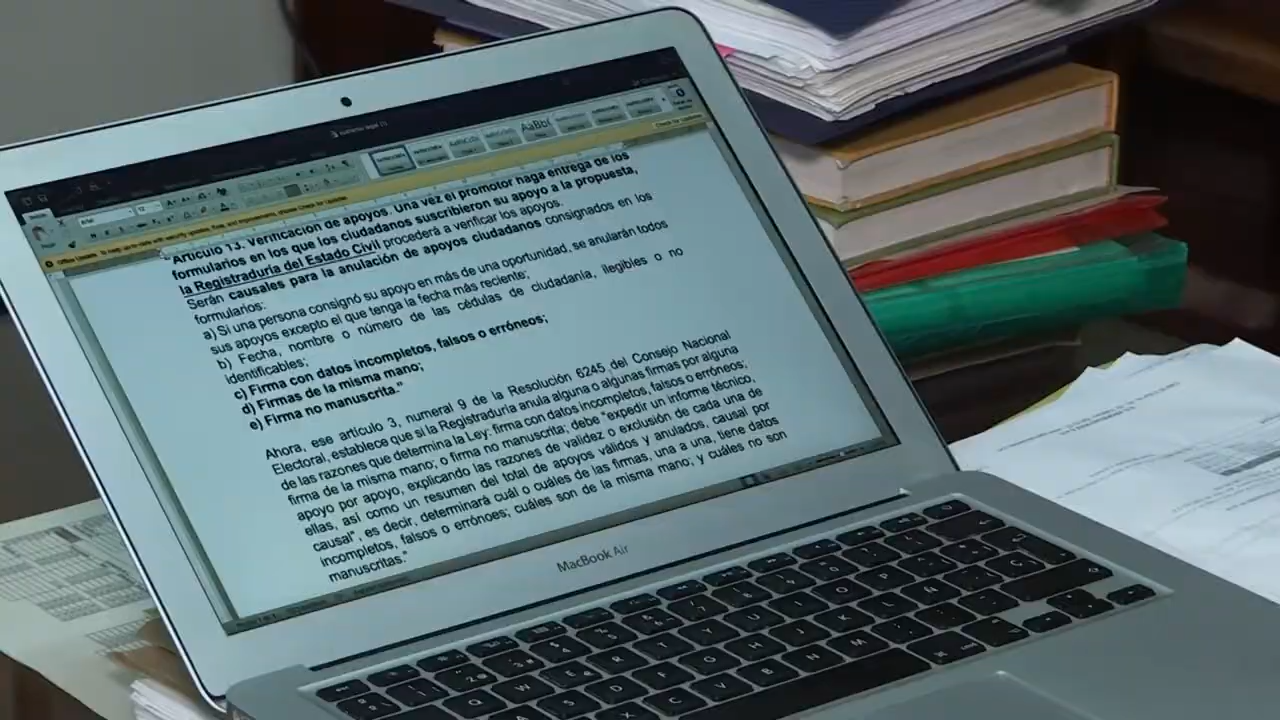 Artículo 13. Verificación de apoyos. Una vez el promotor haga entrega de los
formularios en los que los ciudadanos suscribieron su apoyo a la propuesta,
la Registraduría del Estado Civil procederá a verificar los apoyos.
Serán causales para la anulación de apoyos ciudadanos consignados en los
formularios:
a) Si una persona consignó su apoyo en más de una oportunidad, se anularán todos
sus apoyos excepto el que tenga la fecha más reciente;
b) Fecha, nombre o número de las cédulas de ciudadanía, ilegibles o no
identificables;
c) Firma con datos incompletos, falsos o erróneos;
d) Firmas de la misma mano;
e) Firma no manuscrita."
Ahora, ese artículo 3, numeral 9 de la Resolución 6245 del Consejo Nacional
Electoral, establece que si la Registraduría anula alguna o algunas firmas por alguna
de las razones que determina la Ley: firma con datos incompletos, falsos o erróneos;
firma de la misma mano; o firma no manuscrita; debe "expedir un informe técnico,
apoyo por apoyo, explicando las razones de validez o exclusión de cada una de
ellas, así como un resumen del total de apoyos válidos y anulados, causal por
causal", es decir, determinará cuál o cuáles de las firmas, una a una, tiene datos
incompletos, falsos o errónoes; cuáles son de la misma mano; y cuáles no son
manuscritas."
MacBook Air